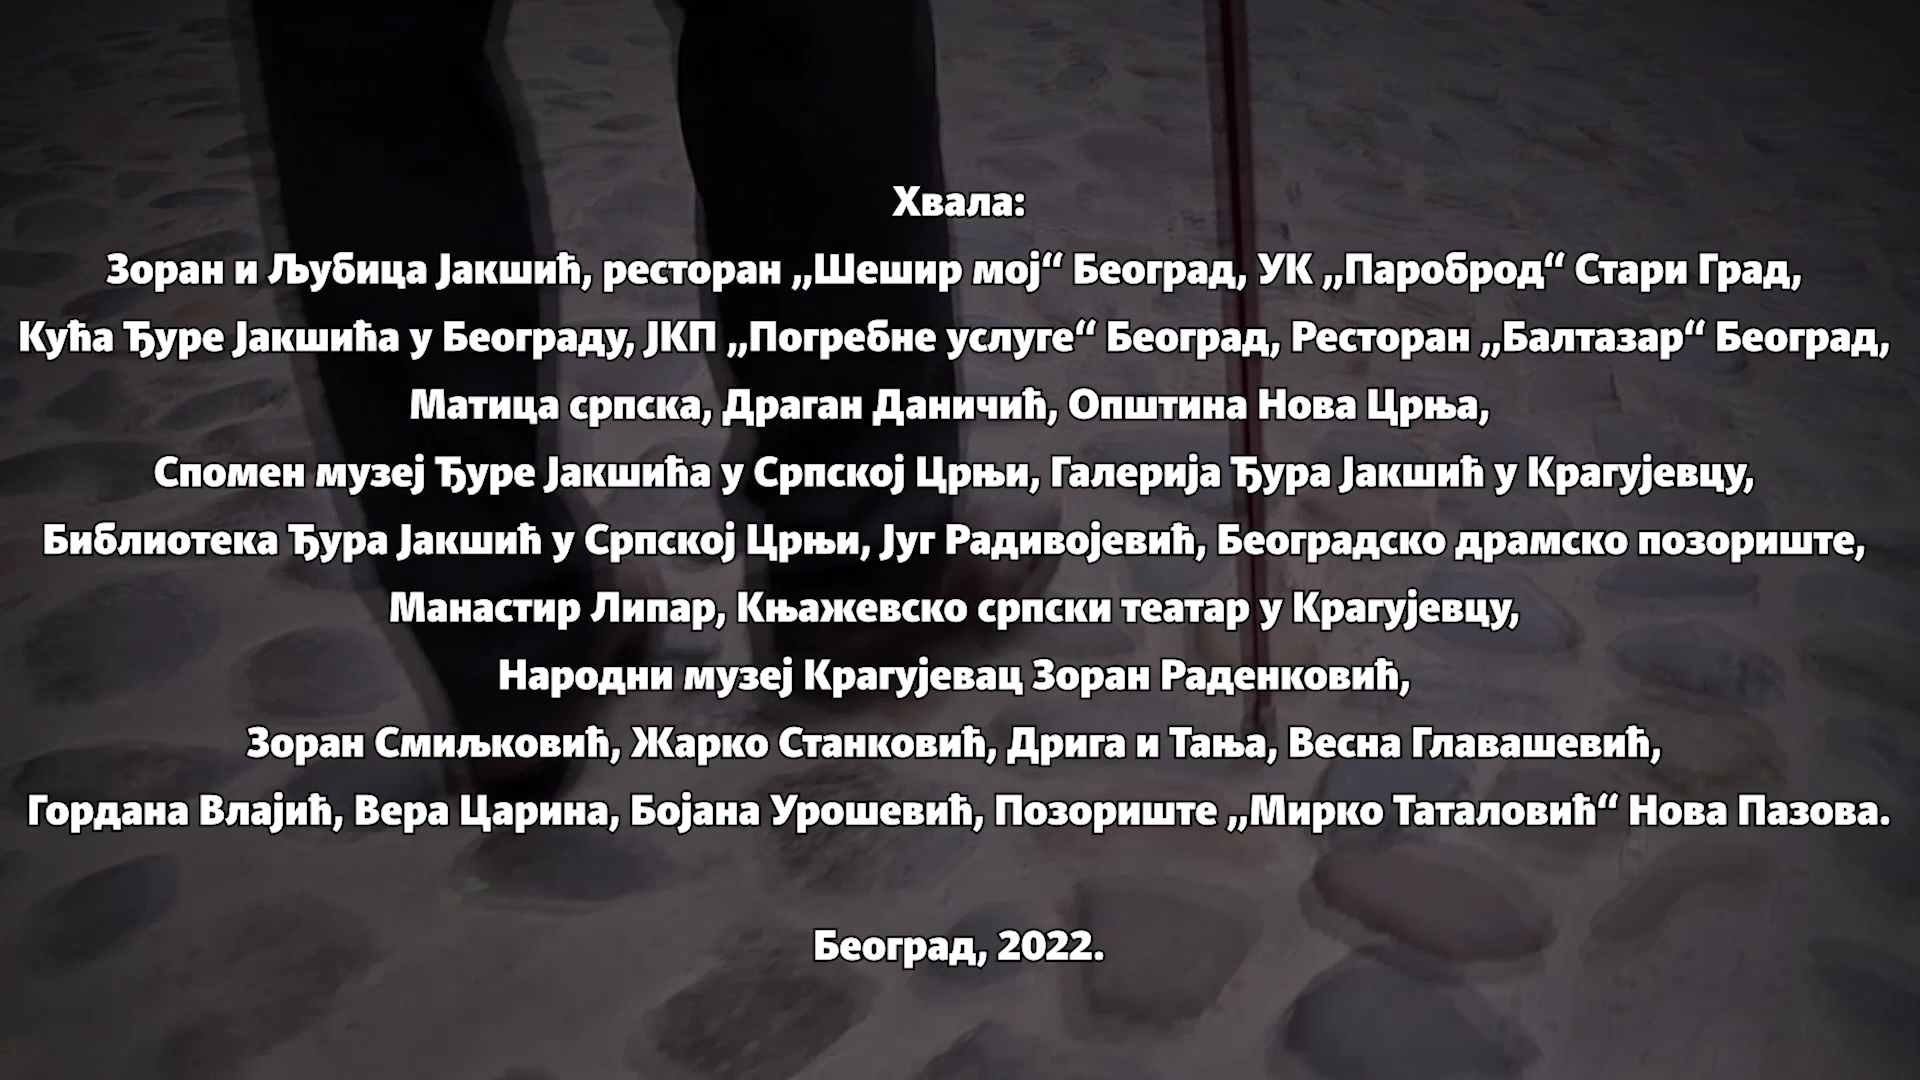 Хвала:
Зоран и Љубица Јакшић, ресторан ,,Шешир мој“ Београд, УК ,,Пароброд“ Стари Град,
Кућа Ђуре Јакшића у Београду, ЈКП ,,Погребне услуге“ Београд, Ресторан ,,Балтазар“ Београд,
Матица српска, Драган Даничић, Општина Нова Црња,
Спомен музеј Ђуре Јакшића у Српској Црњи, Галерија Ђура Јакшић у Крагујевцу,
Библиотека Ђура Јакшић у Српској Црњи, Југ Радивојевић, Београдско драмско позориште,
Манастир Липар, Књажевско српски театар у Крагујевцу,
Народни музеј Крагујевац Зоран Раденковић,
Зоран Смиљковић, Жарко Станковић, Дрига и Тања, Весна Главашевић,
Гордана Влајић, Вера Царина, Бојана Урошевић, Позориште ,,Мирко Таталовић“ Нова Пазова.
Београд, 2022.